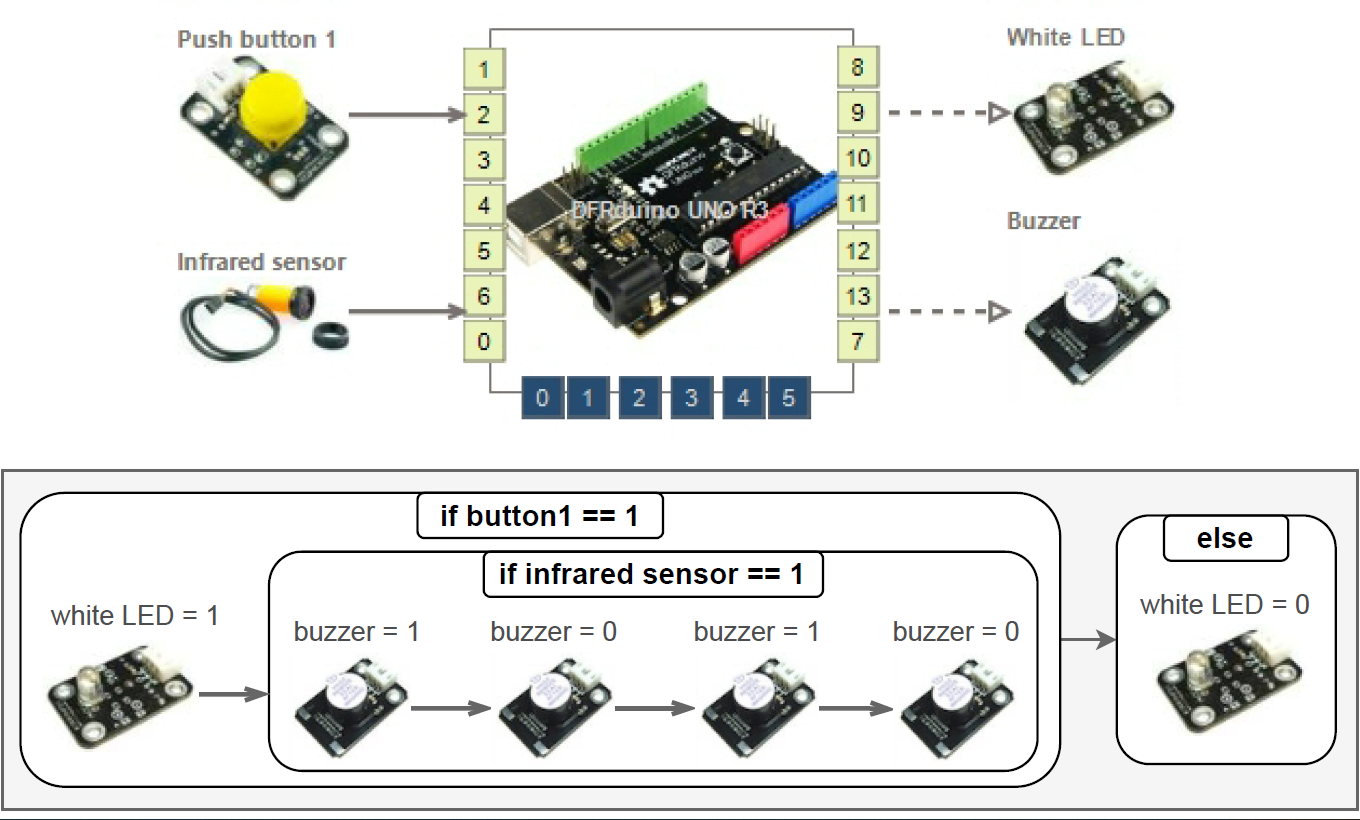 Push button 1
White LED
1
2
3
4
5
6
0
8
9
10
11
12
13
7
DFRduino UNO R3
Infrared sensor
Buzzer
0 1 2 3 4 5
if button1 == 1
else
if infrared sensor == 1
white LED = 1
buzzer = 1
buzzer = 0
buzzer = 1
buzzer = 0
white LED = 0